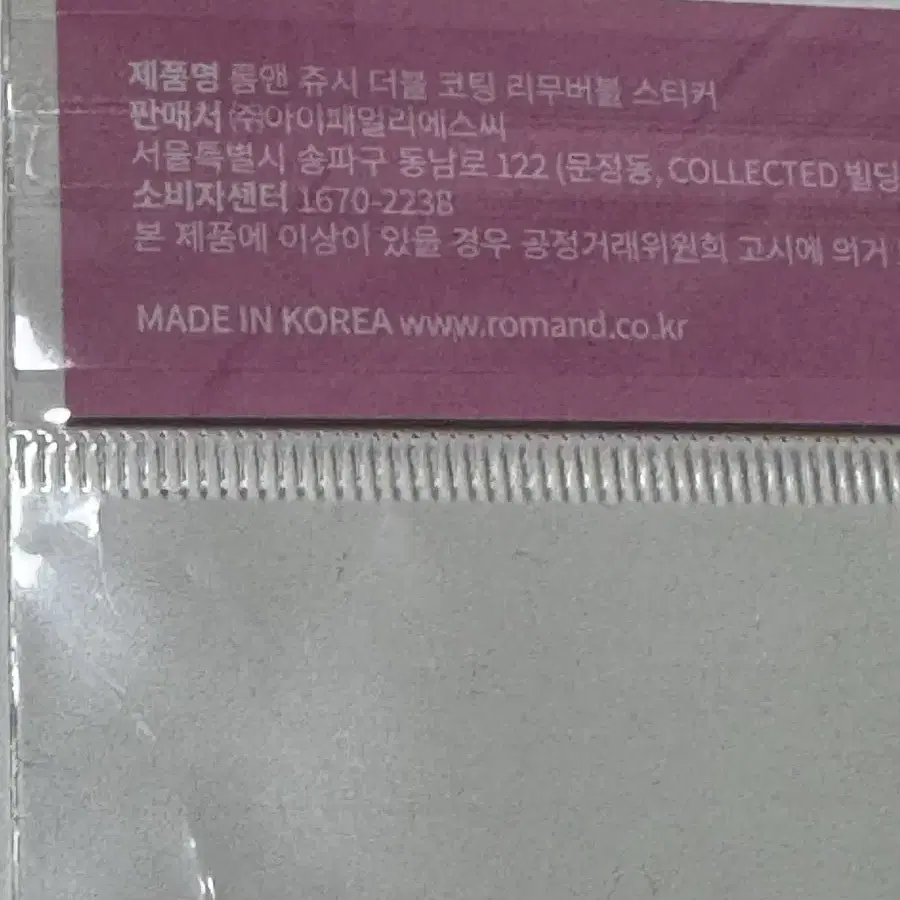 제품명 롬앤 쥬시 더블 코팅 리무버블 스티커
판매처 ㈜아이패밀리에스씨
서울특별시 송파구 동남로 122 (문정동, COLLECTED 빌딩
소비자센터 1670-2238
본 제품에 이상이 있을 경우 공정거래위원회 고시에 의거
MADE IN KOREA www.romand.co.kr